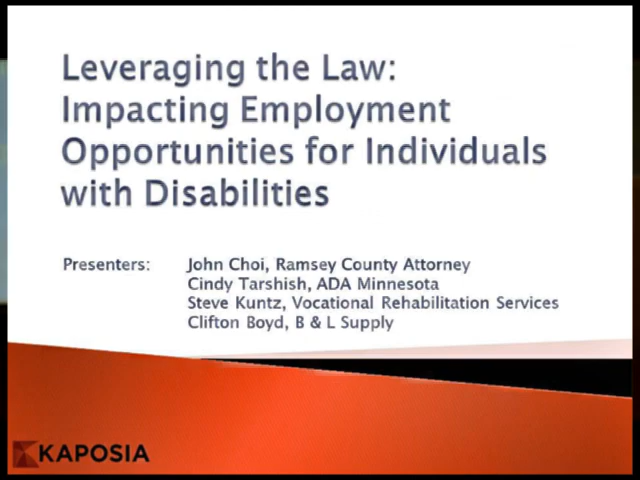 Leveraging the Law:
Impacting Employment
Opportunities for Individuals
with Disabilities
Presenters: John Choi, Ramsey County Attorney
Cindy Tarshish, ADA Minnesota
Steve Kuntz, Vocational Rehabilitation Services
Clifton Boyd, B & L Supply
KAPOSIA